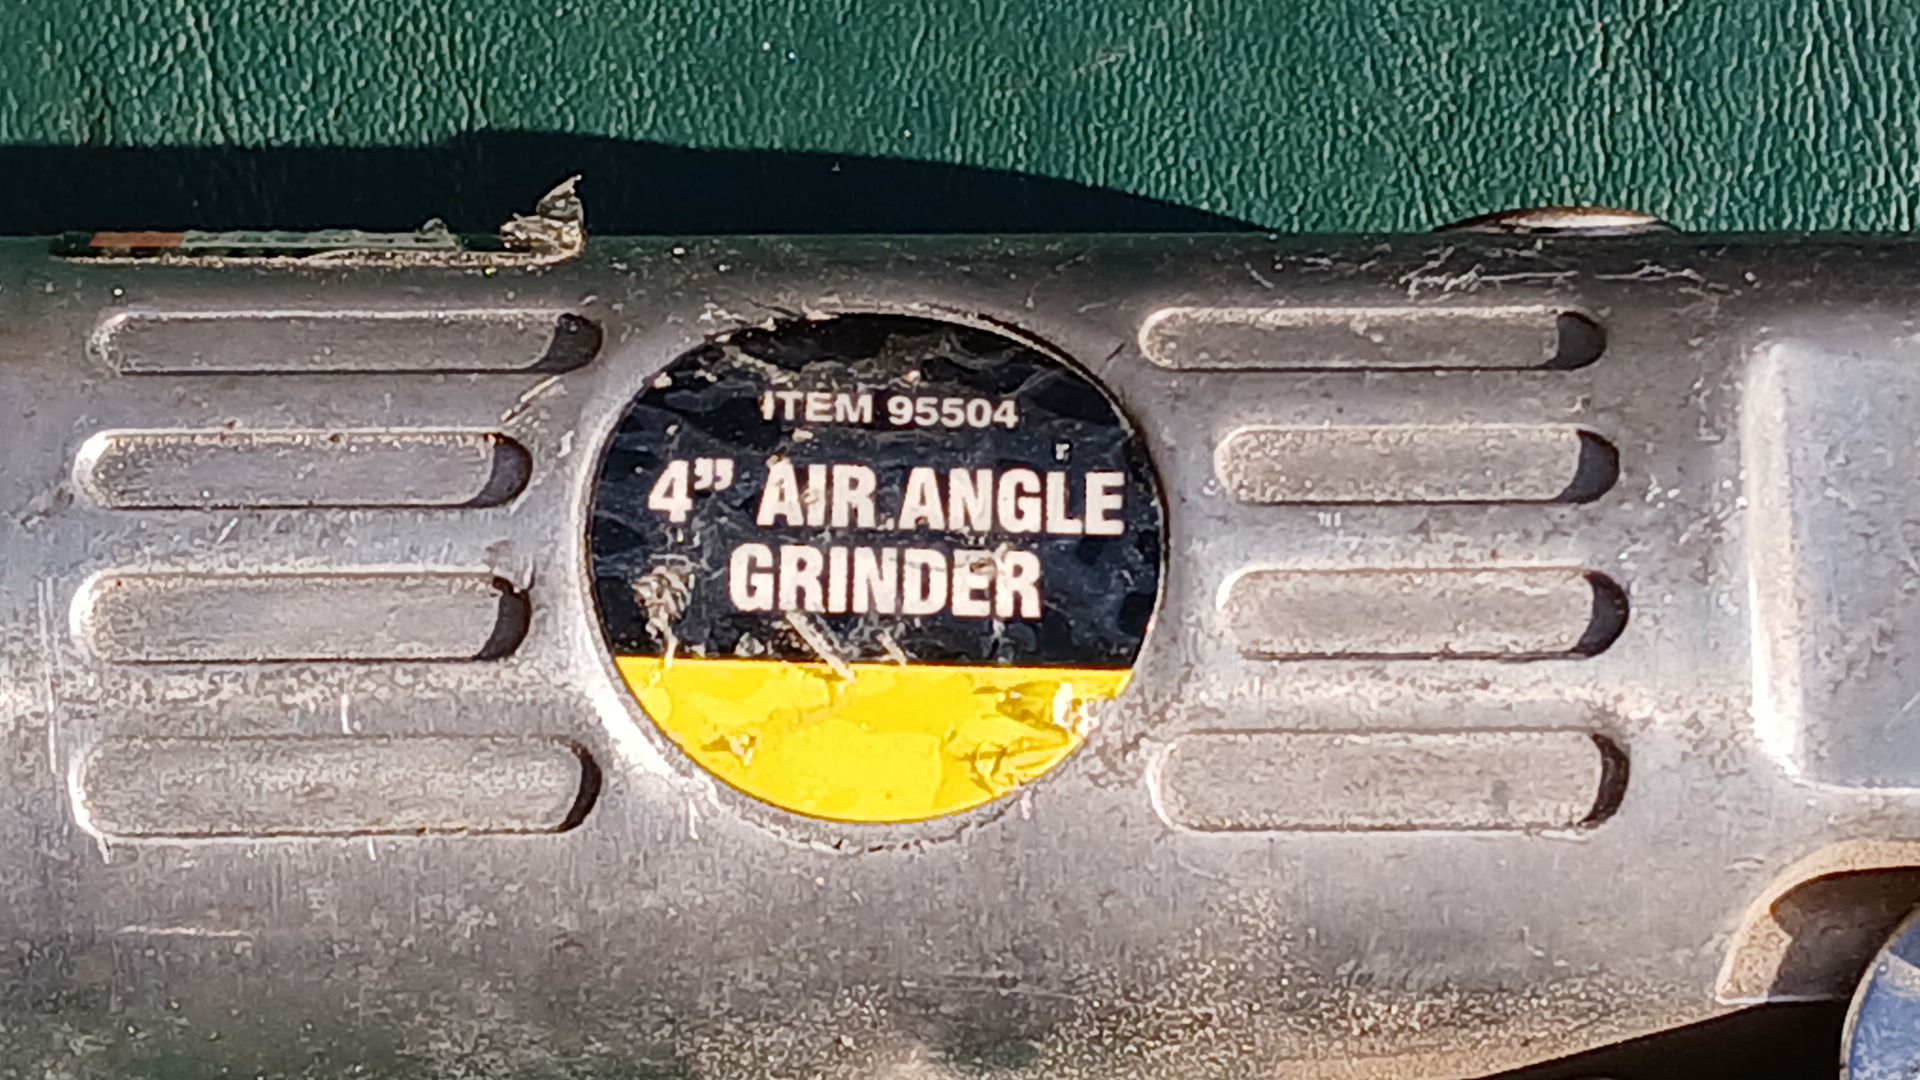 ITEM 95504
4” AIR ANGLE
GRINDER